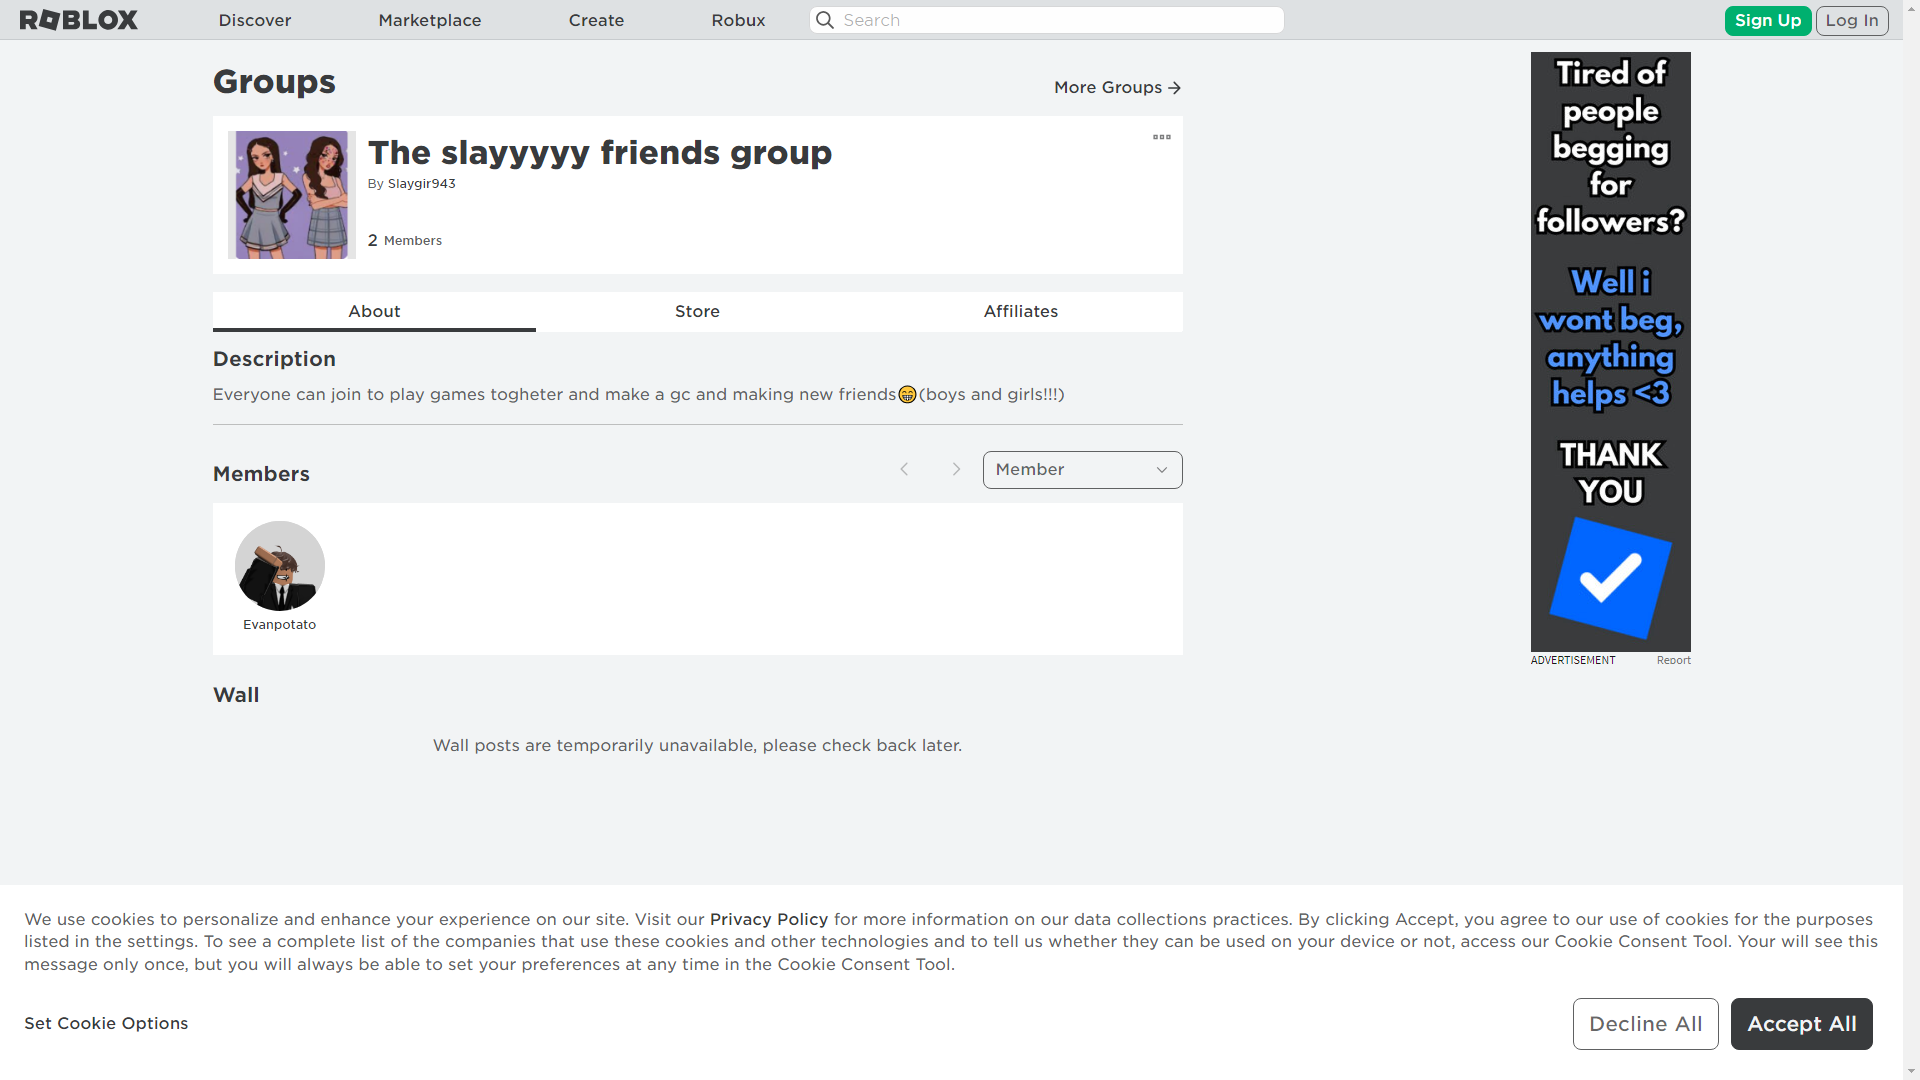 ROBLOX
Discover
Marketplace
Create
Robux
Search
Sign Up
Log In
Groups
More Groups
The slayyyyy friends group
By Slaygir943
2 Members
About
Store
Affiliates
Description
Everyone can join to play games togheter and make a gc and making new friends😁(boys and girls!!!)
Members
Member
Evanpotato
Wall
Wall posts are temporarily unavailable, please check back later.
Tired of
people
begging
for
followers?
Well i
wont beg,
anything
helps <3
THANK
YOU
ADVERTISEMENT
Report
We use cookies to personalize and enhance your experience on our site. Visit our Privacy Policy for more information on our data collections practices. By clicking Accept, you agree to our use of cookies for the purposes
listed in the settings. To see a complete list of the companies that use these cookies and other technologies and to tell us whether they can be used on your device or not, access our Cookie Consent Tool. Your will see this
message only once, but you will always be able to set your preferences at any time in the Cookie Consent Tool.
Set Cookie Options
Decline All
Accept All